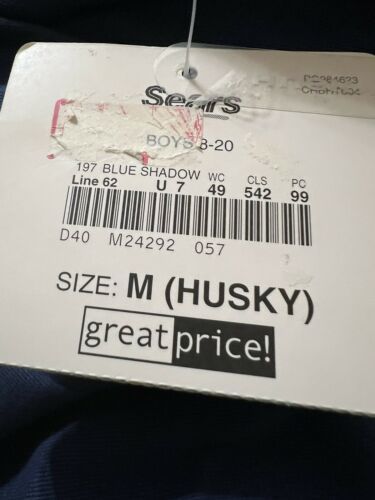 Sears
BOYS 8-20
197 BLUE SHADOW WC CLS PC
Line 62 U 7 49 542 99
D40 M24292 057
SIZE: M (HUSKY)
great price!